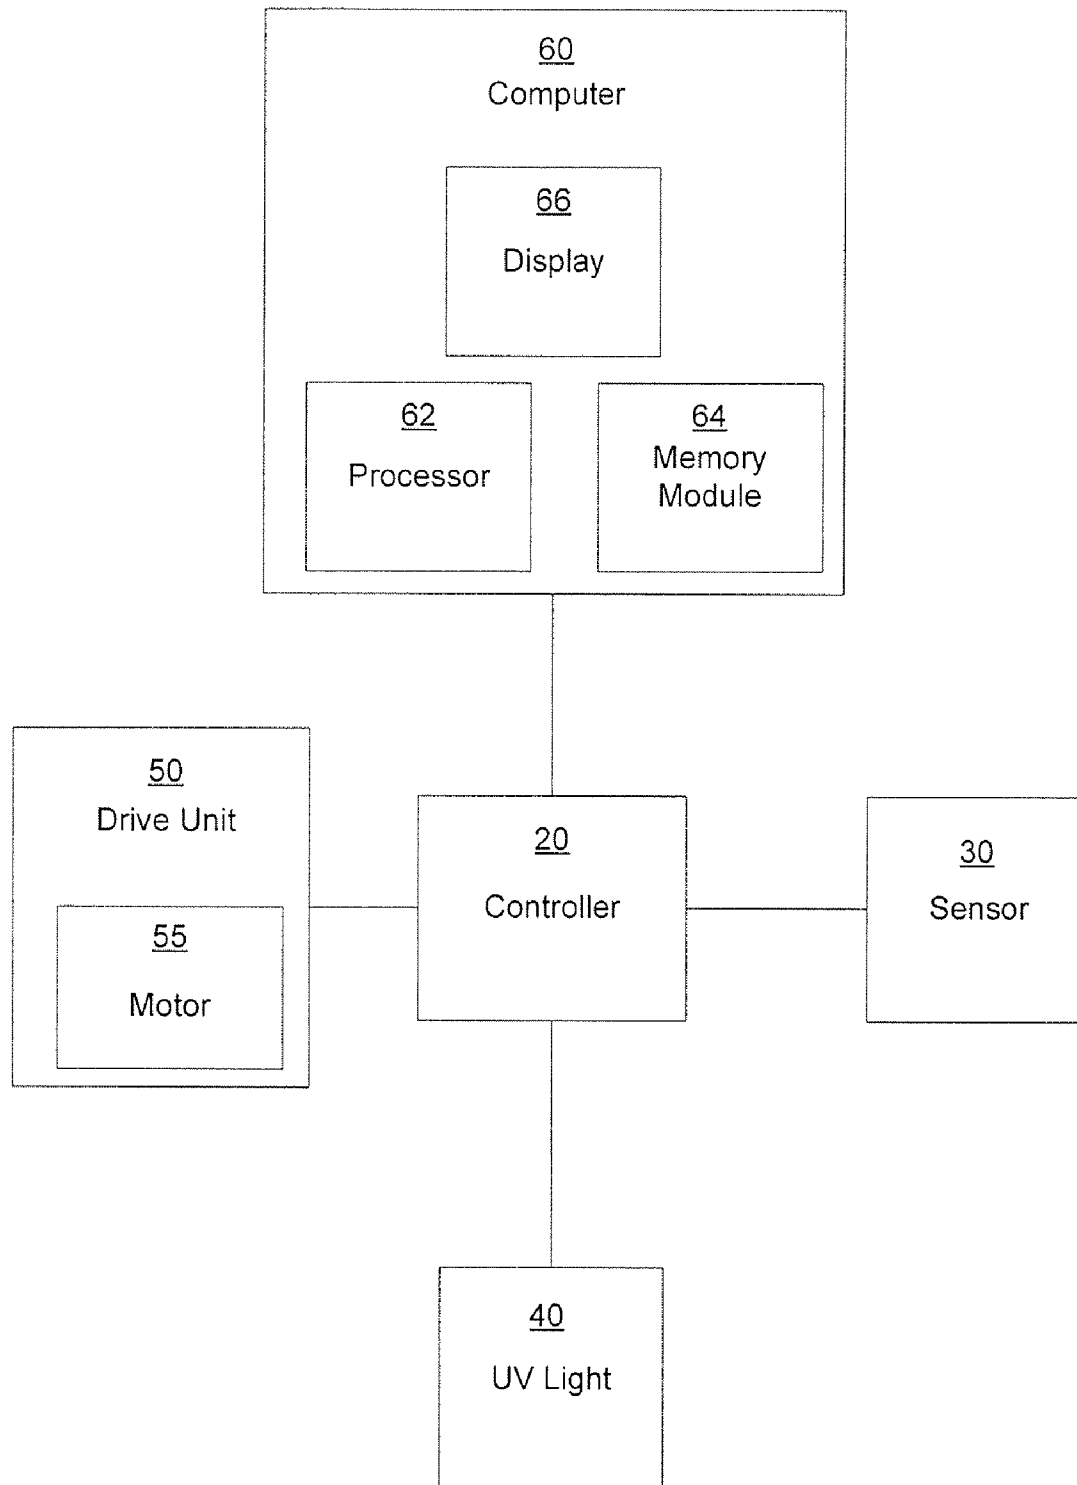 60
Computer
66
Display
62
Processor
64
Memory
Module
50
Drive Unit
55
Motor
20
Controller
30
Sensor
40
UV Light